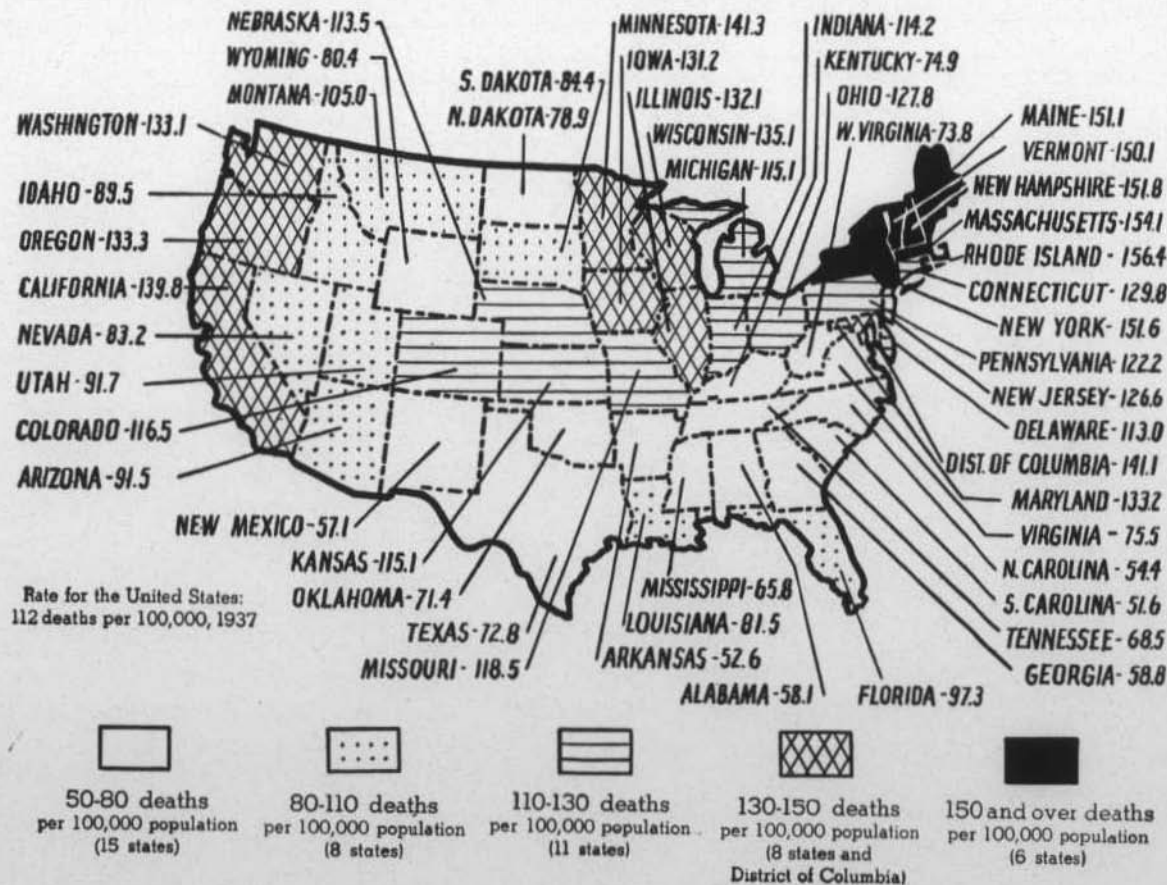 NEBRASKA-113.5
WYOMING-80.4
MONTANA-105.0
S. DAKOTA-84.4
N. DAKOTA-78.9
MINNESOTA-141.3
IOWA-131.2
ILLINOIS-132.1
WISCONSIN-135.1
MICHIGAN-115.1
INDIANA-114.2
KENTUCKY-74.9
OHIO-127.8
W. VIRGINIA-73.8
WASHINGTON-133.1
IDAHO-89.5
OREGON-133.3
CALIFORNIA-139.8
NEVADA-83.2
UTAH-91.7
COLORADO-116.5
ARIZONA-91.5
MAINE-151.1
VERMONT-150.1
NEW HAMPSHIRE-151.8
MASSACHUSETTS-154.1
RHODE ISLAND-156.4
CONNECTICUT-129.8
NEW YORK-151.6
PENNSYLVANIA-122.2
NEW JERSEY-126.6
DELAWARE-113.0
DIST. OF COLUMBIA-141.1
MARYLAND-133.2
VIRGINIA-75.5
N. CAROLINA-54.4
S. CAROLINA-51.6
TENNESSEE-68.5
GEORGIA-58.8
NEW MEXICO-57.1
KANSAS-115.1
OKLAHOMA-71.4
TEXAS-72.8
MISSOURI-118.5
MISSISSIPPI-65.8
LOUISIANA-81.5
ARKANSAS-52.6
ALABAMA-58.1
FLORIDA-97.3
Rate for the United States:
112 deaths per 100,000, 1937
50-80 deaths
per 100,000 population
(15 states)
80-110 deaths
per 100,000 population
(8 states)
110-130 deaths
per 100,000 population
(11 states)
130-150 deaths
per 100,000 population
(8 states and
District of Columbia)
150 and over deaths
per 100,000 population
(6 states)